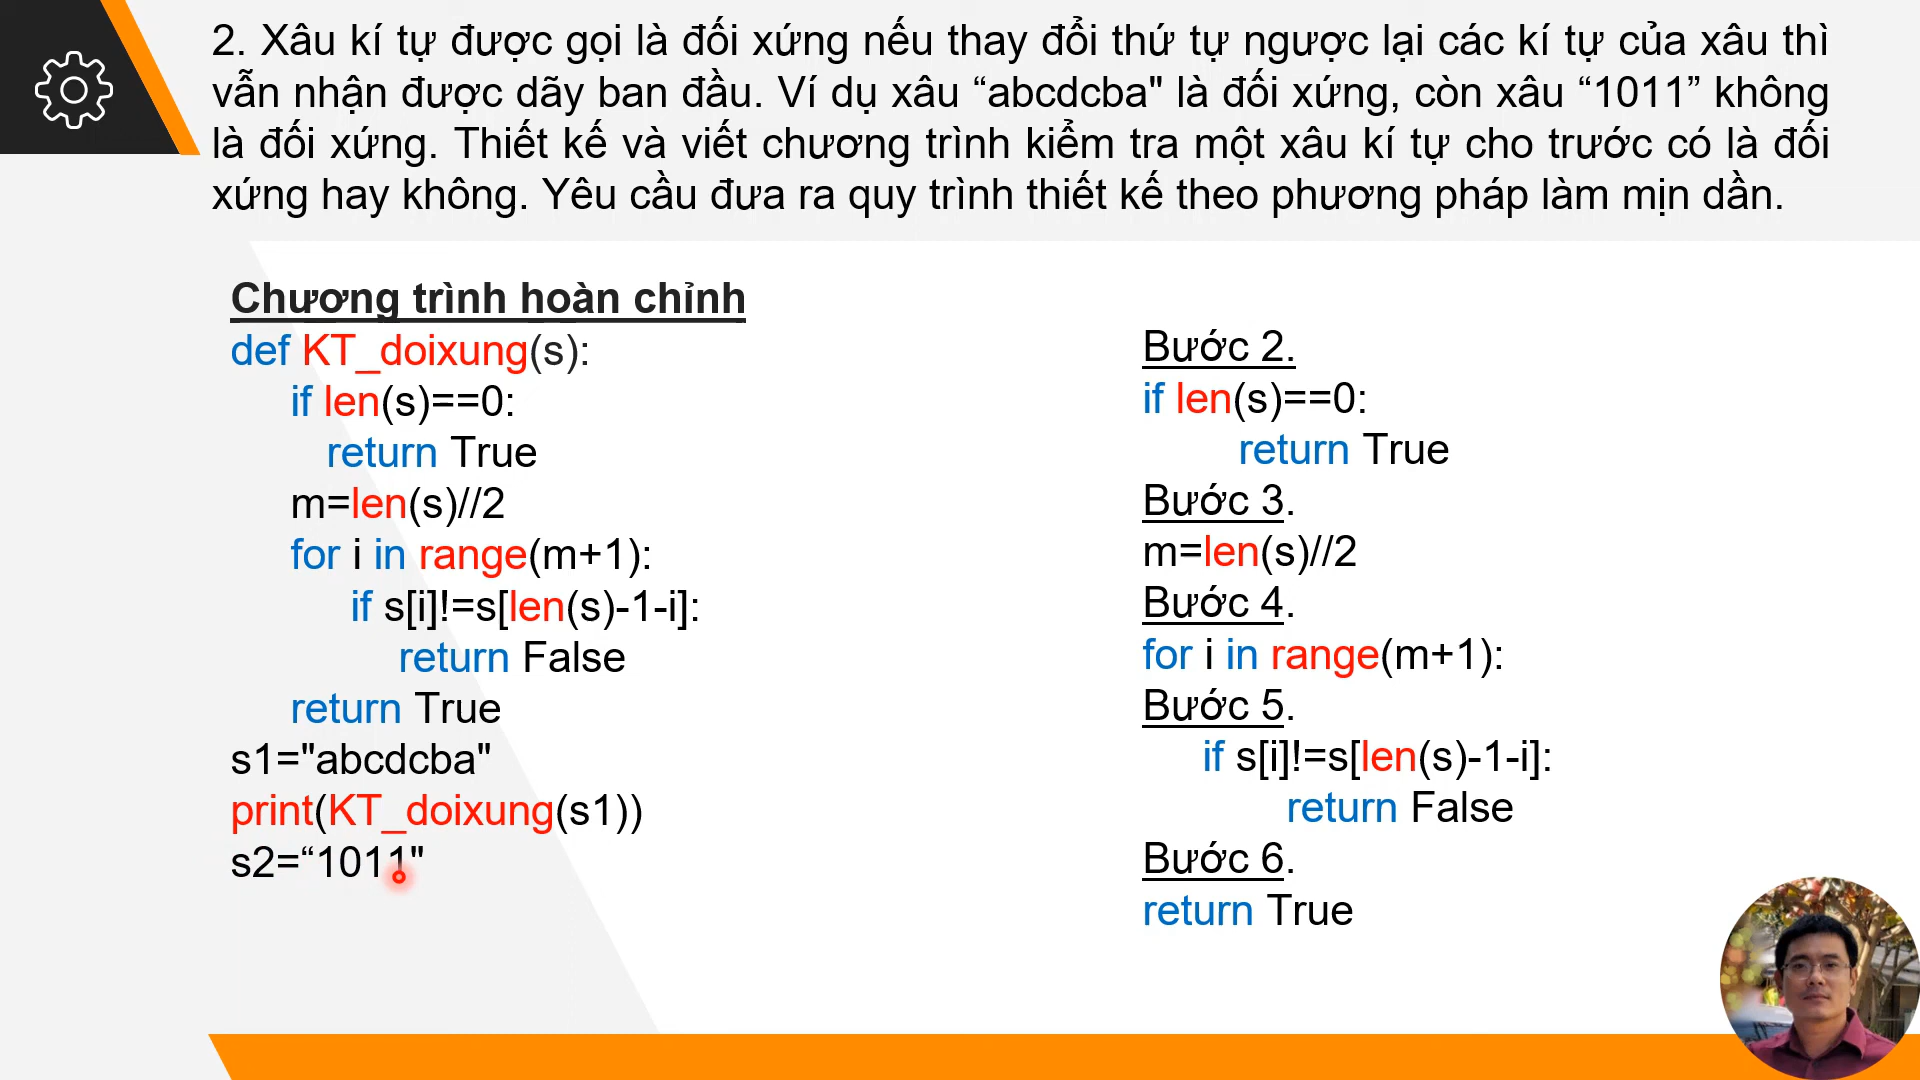 2. Xâu kí tự được gọi là đối xứng nếu thay đổi thứ tự ngược lại các kí tự của xâu thì
vẫn nhận được dãy ban đầu. Ví dụ xâu “abcdcba" là đối xứng, còn xâu “1011” không
là đối xứng. Thiết kế và viết chương trình kiểm tra một xâu kí tự cho trước có là đối
xứng hay không. Yêu cầu đưa ra quy trình thiết kế theo phương pháp làm mịn dần.
Chương trình hoàn chỉnh
def KT_doixung(s):
if len(s)==0:
return True
m=len(s)//2
for i in range(m+1):
if s[i]!=s[len(s)-1-i]:
return False
return True
s1="abcdcba"
print(KT_doixung(s1))
s2=“1011"
Bước 2.
if len(s)==0:
return True
Bước 3.
m=len(s)//2
Bước 4.
for i in range(m+1):
Bước 5.
if s[i]!=s[len(s)-1-i]:
return False
Bước 6.
return True